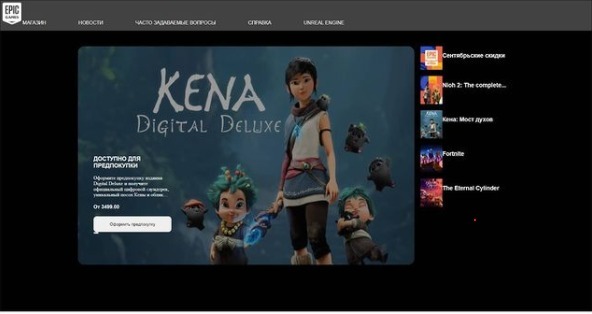 EPIC
GAMES
МАГАЗИН НОВОСТИ ЧАСТО ЗАДАВАЕМЫЕ ВОПРОСЫ СПРАВКА UNREAL ENGINE
KENA
DIGITAL DELUXE
ДОСТУПНО ДЛЯ
ПРЕДПОКУПКИ
Оформите предпокупку издания
Digital Deluxe и получите
официальный цифровой саундтрек,
уникальный посох Кены и облик
От 3499.00
Оформить предпокупку
Сентябрьские скидки
Nioh 2: The complete...
Кена: Мост духов
Fortnite
The Eternal Cylinder